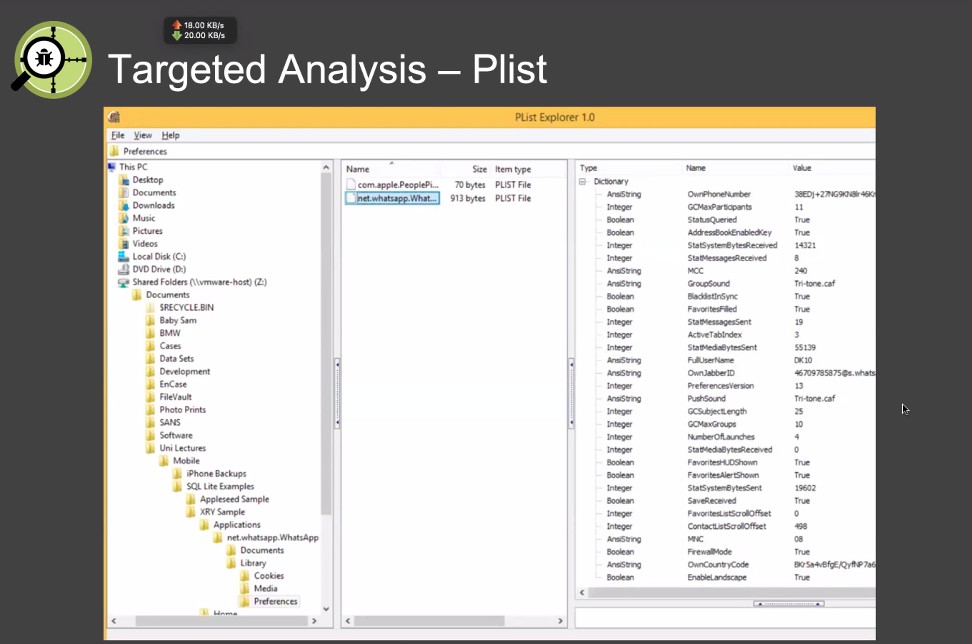 18.00 KB/s
20.00 KB/s
Targeted Analysis – Plist
PList Explorer 1.0
File View Help
Preferences
This PC
Desktop
Documents
Downloads
Music
Pictures
Videos
Local Disk (C:)
DVD Drive (D:)
Shared Folders (\\vmware-host) (Z:)
Documents
$RECYCLE.BIN
Baby Sam
BMW
Cases
Data Sets
Development
EnCase
FileVault
Photo Prints
SANS
Software
Uni Lectures
Mobile
iPhone Backups
SQL Lite Examples
Appleseed Sample
XRY Sample
Applications
net.whatsapp.WhatsApp
Documents
Library
Cookies
Media
Preferences
Home
Name Size Item type
com.apple.PeoplePi... 70 bytes PLIST File
net.whatsapp.What... 913 bytes PLIST File
Type Name Value
Dictionary
AnsiString OwnPhoneNumber
Integer GCMaxParticipants 11
Boolean StatusQueried True
Boolean AddressBookEnabledKey True
Integer StatSystemBytesReceived 14321
Integer StatMessagesReceived 8
AnsiString MCC 240
AnsiString GroupSound Tri-tone.caf
Boolean BlacklistInSync True
Boolean FavoritesFilled True
Integer StatMessagesSent 19
Integer ActiveTabIndex 3
Integer StatMediaBytesSent 55139
AnsiString FullUserName DK10
AnsiString OwnJabberID 46709785875@s.whats
Integer PreferencesVersion 13
AnsiString PushSound Tri-tone.caf
Integer GCSubjectLength 25
Integer GCMaxGroups 10
Integer NumberOfLaunches 4
Integer StatMediaBytesReceived 0
Boolean FavoritesHUDShown True
Boolean FavoritesAlertShown True
Integer StatSystemBytesSent 19602
Boolean SaveReceived True
Integer FavoritesListScrollOffset 0
Integer ContactListScrollOffset 498
AnsiString MNC 08
Boolean FirewallMode True
AnsiString OwnCountryCode
Boolean EnableLandscape True